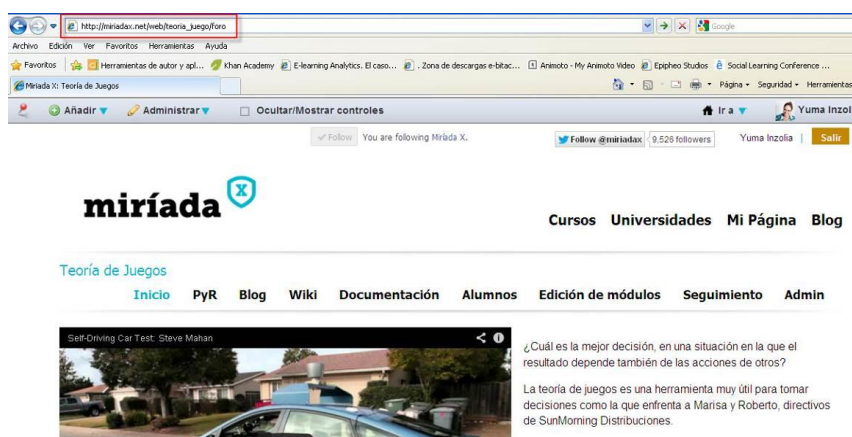 http://miriadax.net/web/teoria_juego/foro
Google
Archivo Edición Ver Favoritos Herramientas Ayuda
Favoritos Herramientas de autor y apl... Khan Academy E-learning Analytics. El caso... . Zona de descargas e-bitac... Animoto - My Animoto Video Epipheo Studios Social Learning Conference ...
Miriada X: Teoría de Juegos Página Seguridad Herramientas
Añadir Administrar Ocultar/Mostrar controles Ir a Yuma Inzol
Follow You are following Miríada X. Follow @miriadax 9,526 followers Yuma Inzolia | Salir
miríada X
Cursos Universidades Mi Página Blog
Teoría de Juegos
Inicio PyR Blog Wiki Documentación Alumnos Edición de módulos Seguimiento Admin
Self-Driving Car Test: Steve Mahan
¿Cuál es la mejor decisión, en una situación en la que el
resultado depende también de las acciones de otros?
La teoría de juegos es una herramienta muy útil para tomar
decisiones como la que enfrenta a Marisa y Roberto, directivos
de SunMorning Distribuciones.